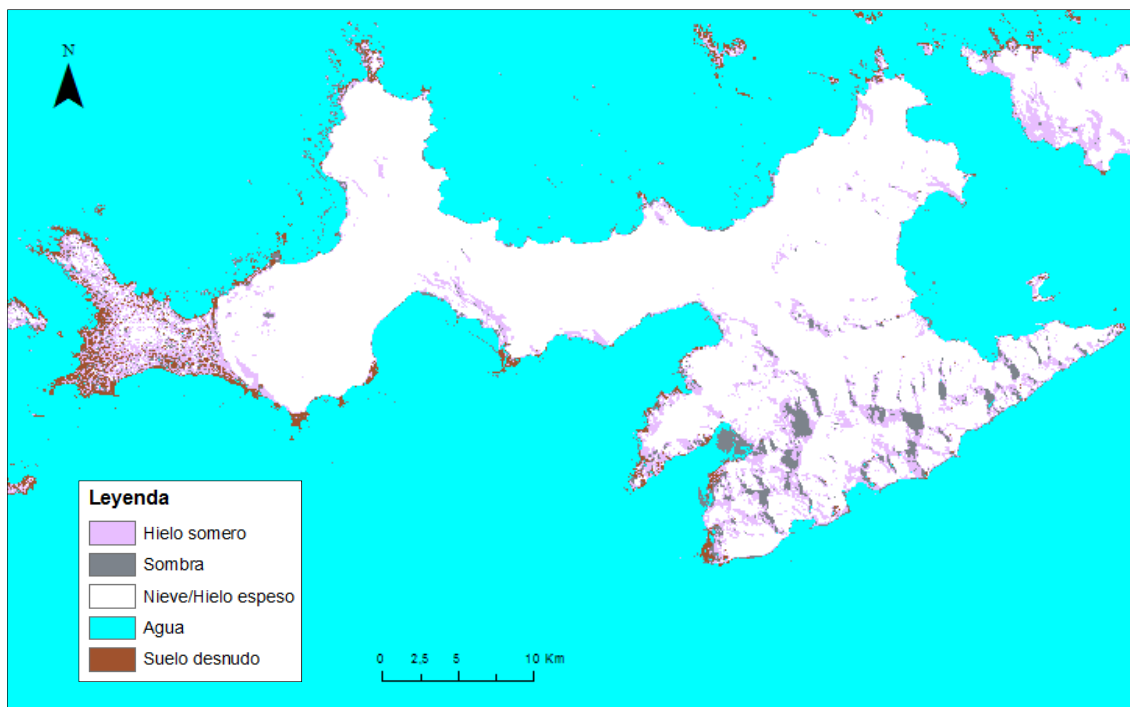 N
Leyenda
Hielo somero
Sombra
Nieve/Hielo espeso
Agua
Suelo desnudo
0 2,5 5 10 Km